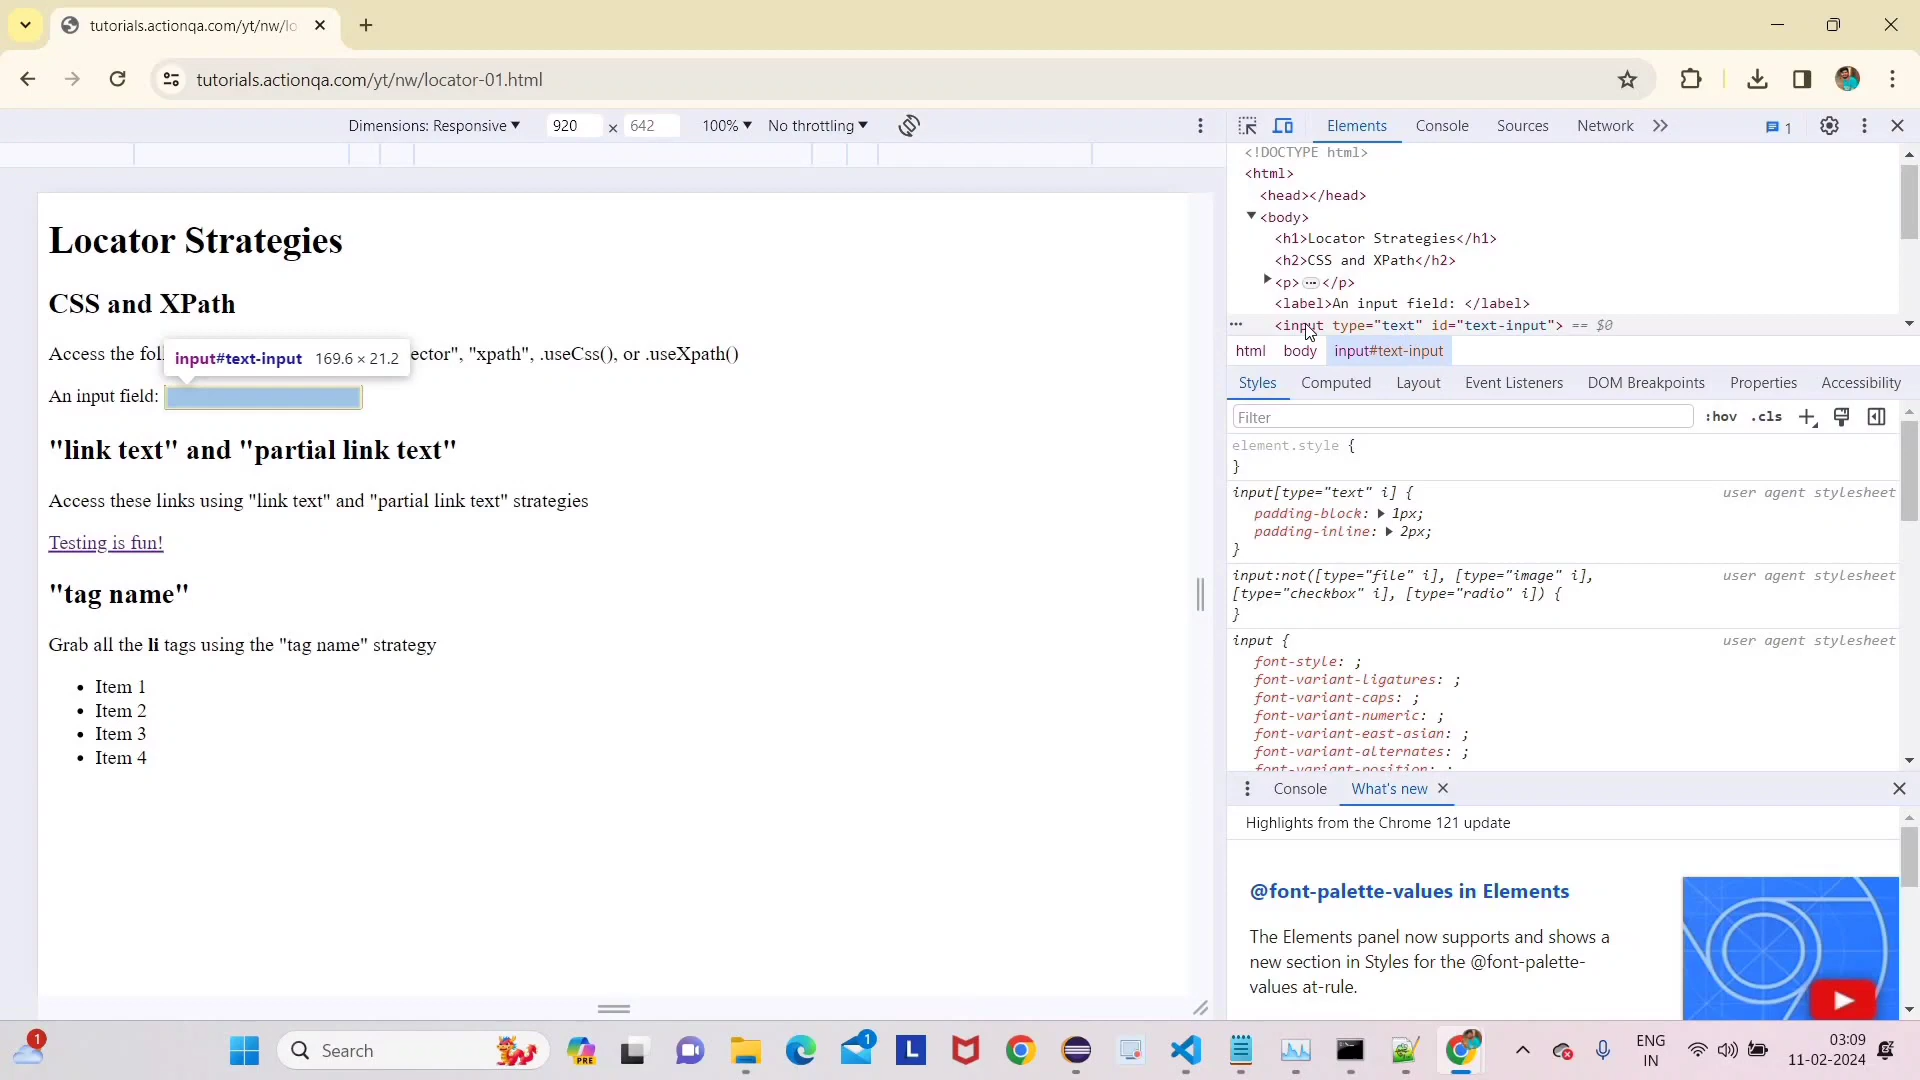 tutorials.actionqa.com/yt/nw/lo
tutorials.actionqa.com/yt/nw/locator-01.html
Dimensions: Responsive 920 x 642 100% No throttling
Elements Console Sources Network 1
Locator Strategies
CSS and XPath
Access the fol ector", "xpath", .useCss(), or .useXpath()
input#text-input 169.6 × 21.2
An input field:
"link text" and "partial link text"
Access these links using "link text" and "partial link text" strategies
Testing is fun!
"tag name"
Grab all the li tags using the "tag name" strategy
Item 1
Item 2
Item 3
Item 4
<!DOCTYPE html>
<html>
<head></head>
<body>
<h1>Locator Strategies</h1>
<h2>CSS and XPath</h2>
<p>…</p>
<label>An input field: </label>
<input type="text" id="text-input"> == $0
html body input#text-input
Styles Computed Layout Event Listeners DOM Breakpoints Properties Accessibility
Filter :hov .cls
element.style {
}
input[type="text" i] { user agent stylesheet
padding-block: 1px;
padding-inline: 2px;
}
input:not([type="file" i], [type="image" i], user agent stylesheet
[type="checkbox" i], [type="radio" i]) {
}
input { user agent stylesheet
font-style: ;
font-variant-ligatures: ;
font-variant-caps: ;
font-variant-numeric: ;
font-variant-east-asian: ;
font-variant-alternates: ;
font-variant-position: ;
Console What's new
Highlights from the Chrome 121 update
@font-palette-values in Elements
The Elements panel now supports and shows a
new section in Styles for the @font-palette-
values at-rule.
1 Search PRE 1 L ENG
IN
03:09
11-02-2024